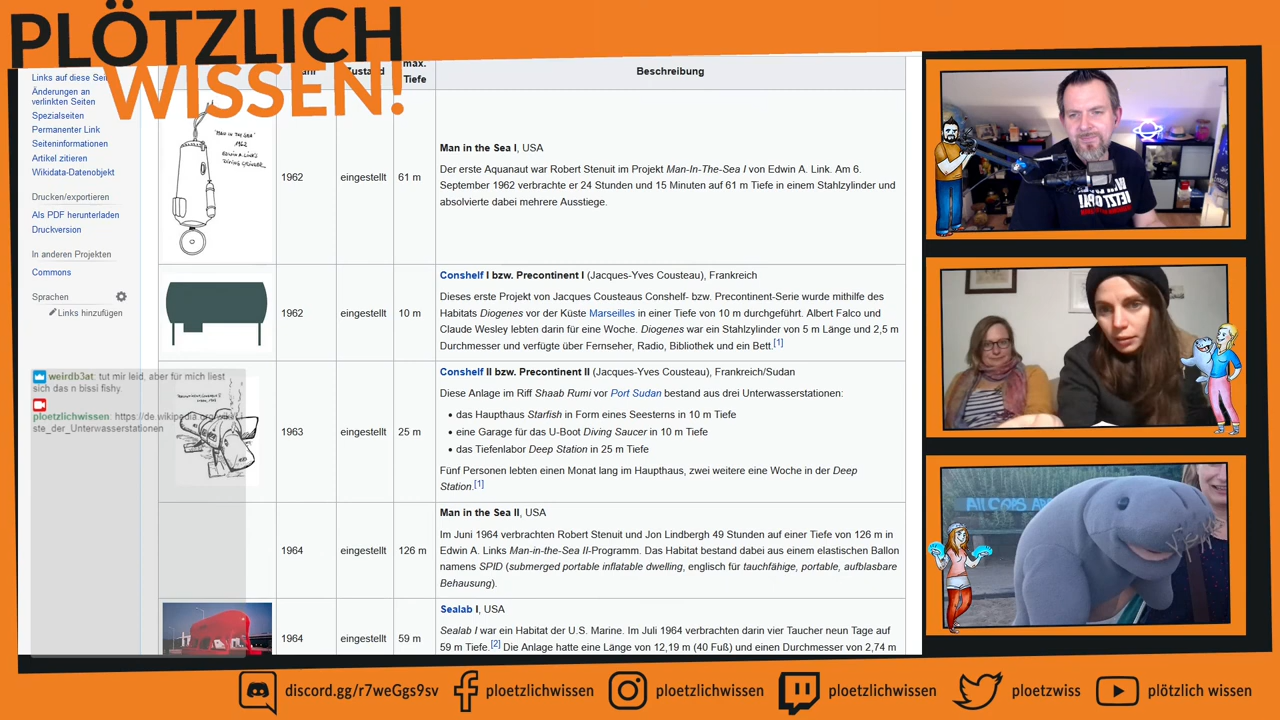 PLÖTZLICH
WISSEN!
Links auf diese
Änderungen an
verlinkten Seiten
Spezialseiten
Permanenter Link
Seiteninformationen
Artikel zitieren
Wikidata-Datenobjekt
Drucken/exportieren
Als PDF herunterladen
Druckversion
In anderen Projekten
Commons
Sprachen
Links hinzufügen
weirdb3at: tut mir leid, aber für mich liest
sich das n bissi fishy.
ploetzlichwissen: https://de.wikipedia.org/wiki/Li
ste_der_Unterwasserstationen
Zustand
max.
Tiefe
Beschreibung
"MAN IN THE SEA"
1962
EDWIN A. LINK'S
DIVING CYLINDER
1962
eingestellt
61 m
Man in the Sea I, USA
Der erste Aquanaut war Robert Stenuit im Projekt Man-In-The-Sea I von Edwin A. Link. Am 6.
September 1962 verbrachte er 24 Stunden und 15 Minuten auf 61 m Tiefe in einem Stahlzylinder und
absolvierte dabei mehrere Ausstiege.
1962
eingestellt
10 m
Conshelf I bzw. Precontinent I (Jacques-Yves Cousteau), Frankreich
Dieses erste Projekt von Jacques Cousteaus Conshelf- bzw. Precontinent-Serie wurde mithilfe des
Habitats Diogenes vor der Küste Marseilles in einer Tiefe von 10 m durchgeführt. Albert Falco und
Claude Wesley lebten darin für eine Woche. Diogenes war ein Stahlzylinder von 5 m Länge und 2,5 m
Durchmesser und verfügte über Fernseher, Radio, Bibliothek und ein Bett.[1]
1963
eingestellt
25 m
Conshelf II bzw. Precontinent II (Jacques-Yves Cousteau), Frankreich/Sudan
Diese Anlage im Riff Shaab Rumi vor Port Sudan bestand aus drei Unterwasserstationen:
• das Haupthaus Starfish in Form eines Seesterns in 10 m Tiefe
• eine Garage für das U-Boot Diving Saucer in 10 m Tiefe
• das Tiefenlabor Deep Station in 25 m Tiefe
Fünf Personen lebten einen Monat lang im Haupthaus, zwei weitere eine Woche in der Deep
Station.[1]
1964
eingestellt
126 m
Man in the Sea II, USA
Im Juni 1964 verbrachten Robert Stenuit und Jon Lindbergh 49 Stunden auf einer Tiefe von 126 m in
Edwin A. Links Man-in-the-Sea II-Programm. Das Habitat bestand dabei aus einem elastischen Ballon
namens SPID (submerged portable inflatable dwelling, englisch für tauchfähige, portable, aufblasbare
Behausung).
1964
eingestellt
59 m
Sealab I, USA
Sealab I war ein Habitat der U.S. Marine. Im Juli 1964 verbrachten darin vier Taucher neun Tage auf
59 m Tiefe.[2] Die Anlage hatte eine Länge von 12,19 m (40 Fuß) und einen Durchmesser von 2,74 m
All COPS ARE
discord.gg/r7weGgs9sv
ploetzlichwissen
ploetzlichwissen
ploetzlichwissen
ploetzwiss
plötzlich wissen